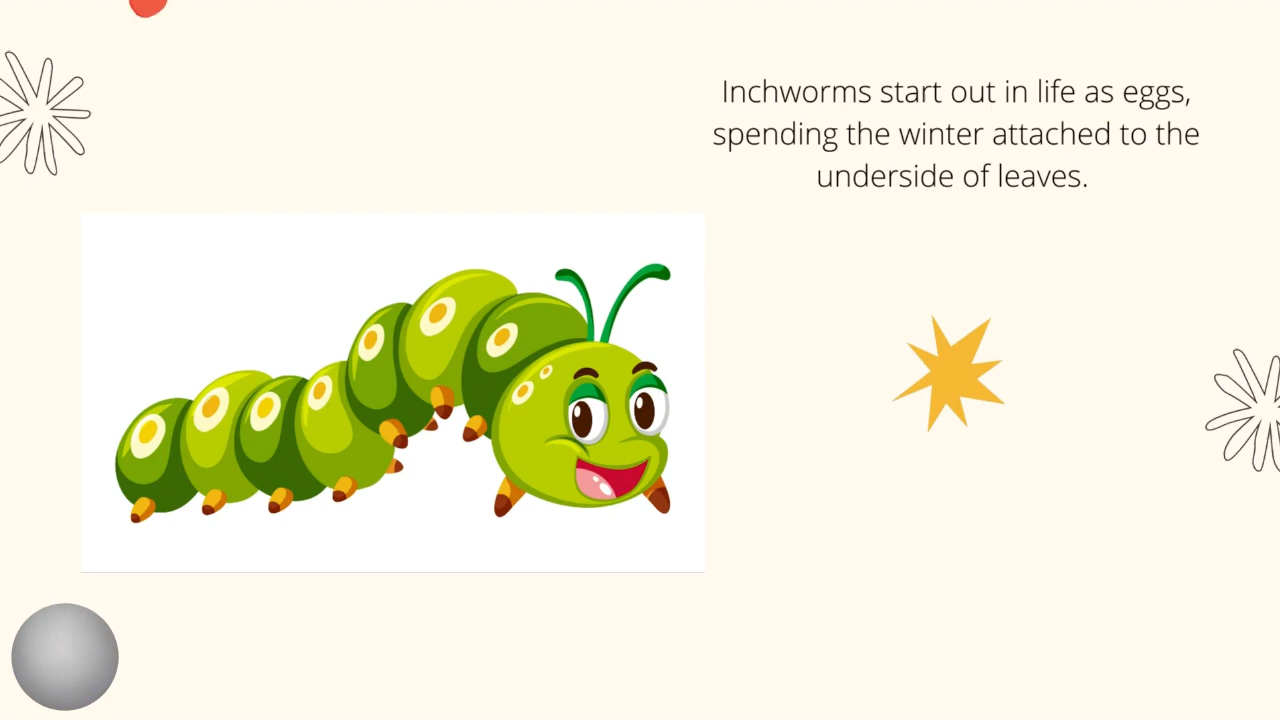 Inchworms start out in life as eggs,
spending the winter attached to the
underside of leaves.